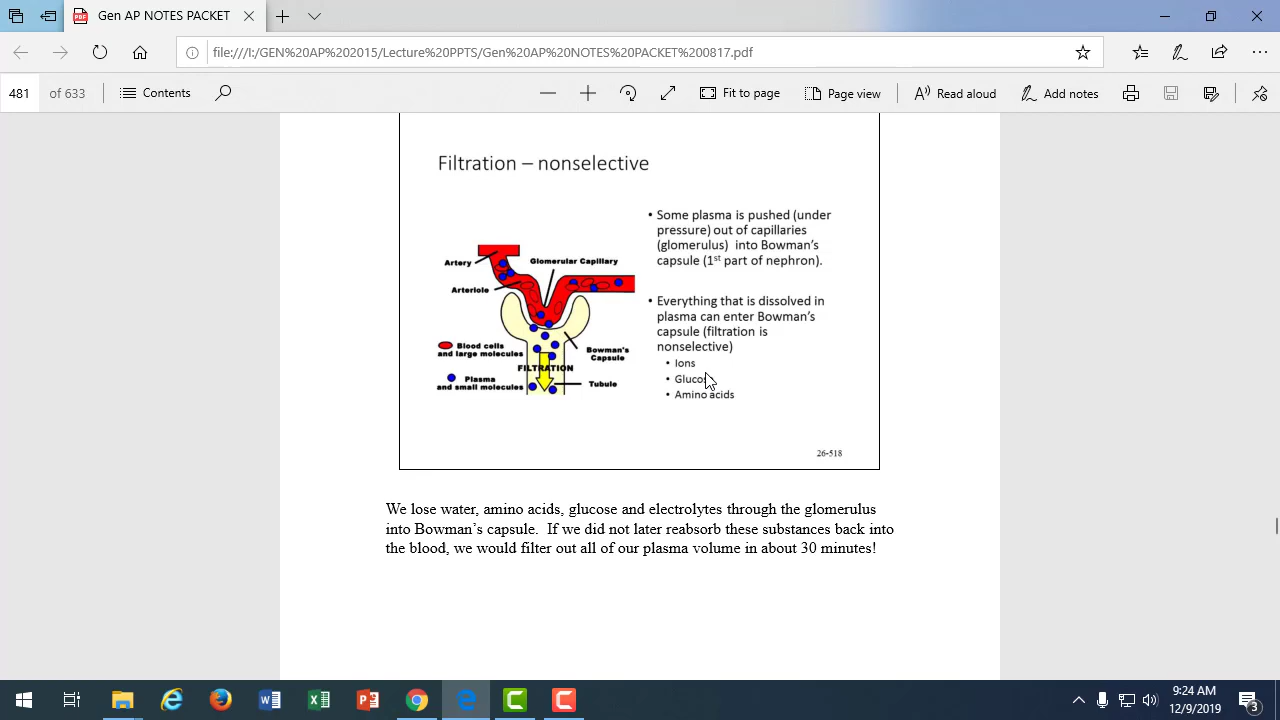 Gen AP NOTES PACKET
file:///I:/GEN%20AP%202015/Lecture%20PPTS/Gen%20AP%20NOTES%20PACKET%200817.pdf
481 of 633
Contents
Fit to page
Page view
Read aloud
Add notes
Filtration – nonselective
• Some plasma is pushed (under
pressure) out of capillaries
(glomerulus) into Bowman's
capsule (1st part of nephron).
• Everything that is dissolved in
plasma can enter Bowman's
capsule (filtration is
nonselective)
• Ions
• Amino acids
Artery
Glomerular Capillary
Arteriole
Blood cells
and large molecules
Bowman's
Capsule
FILTRATION
Plasma
and small molecules
Tubule
26-518
We lose water, amino acids, glucose and electrolytes through the glomerulus
into Bowman's capsule. If we did not later reabsorb these substances back into
the blood, we would filter out all of our plasma volume in about 30 minutes!
9:24 AM
12/9/2019
3